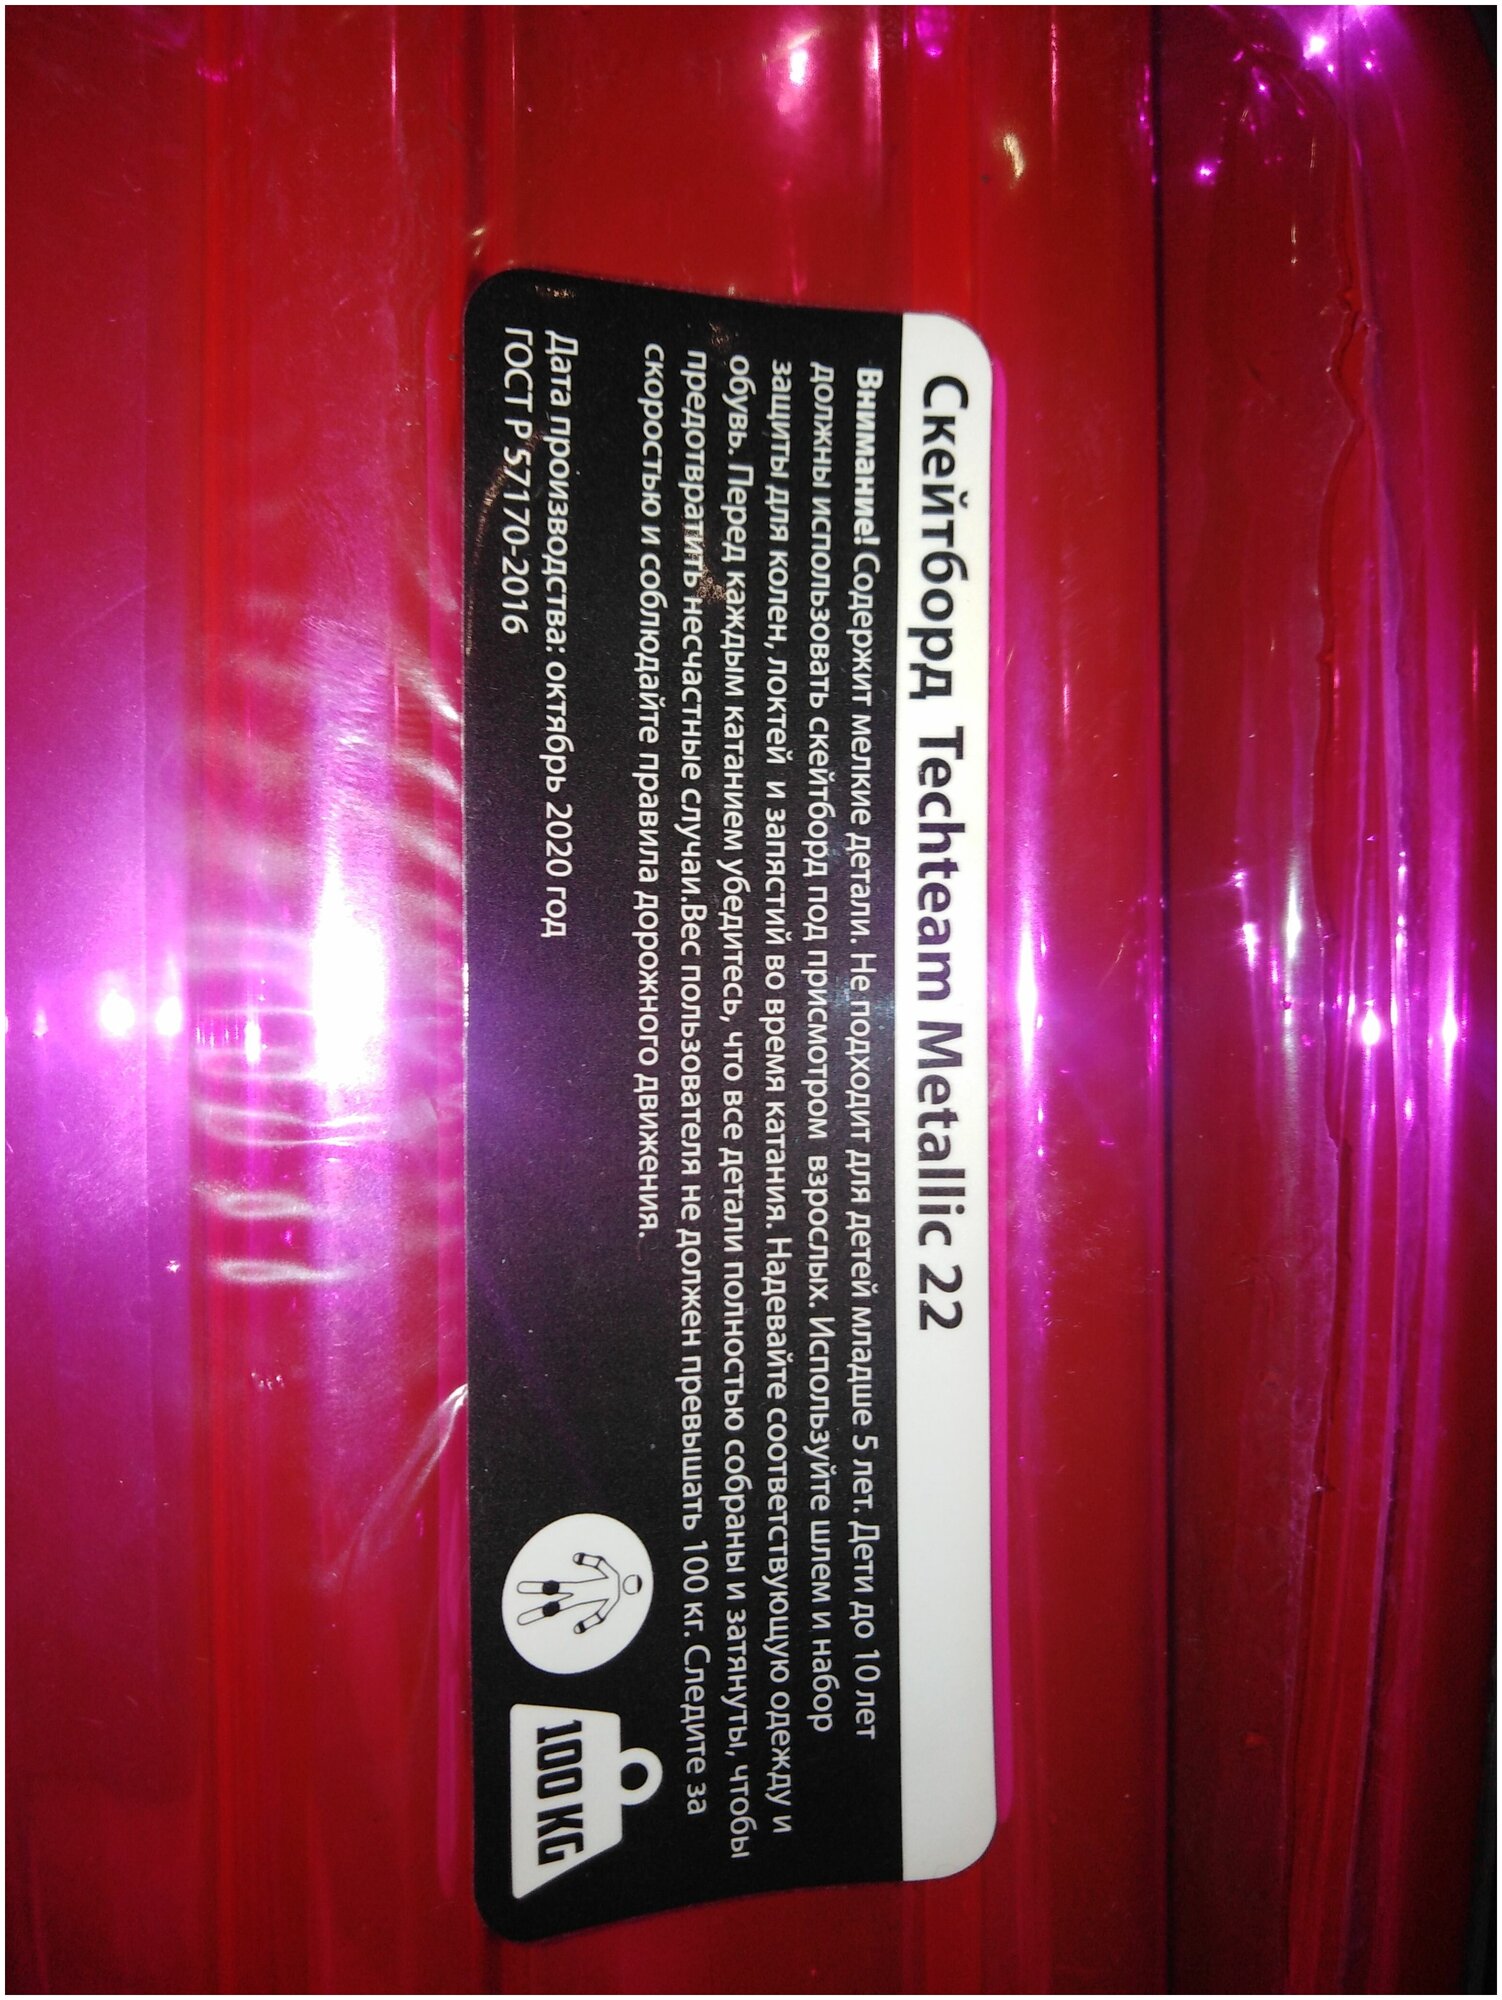 Скейтборд Techteam Metallic 22
Внимание! Содержит мелкие детали. Не подходит для детей младше 5 лет. Дети до 10 лет
должны использовать скейтборд под присмотром взрослых. Используйте шлем и набор
защиты для колен, локтей и запястий во время катания. Надевайте соответствующую одежду и
обувь. Перед каждым катанием убедитесь, что все детали полностью собраны и затянуты, чтобы
предотвратить несчастные случаи.Вес пользователя не должен превышать 100 кг. Следите за
скоростью и соблюдайте правила дорожного движения.
Дата производства: октябрь 2020 год
ГОСТ Р 57170-2016
100 KG